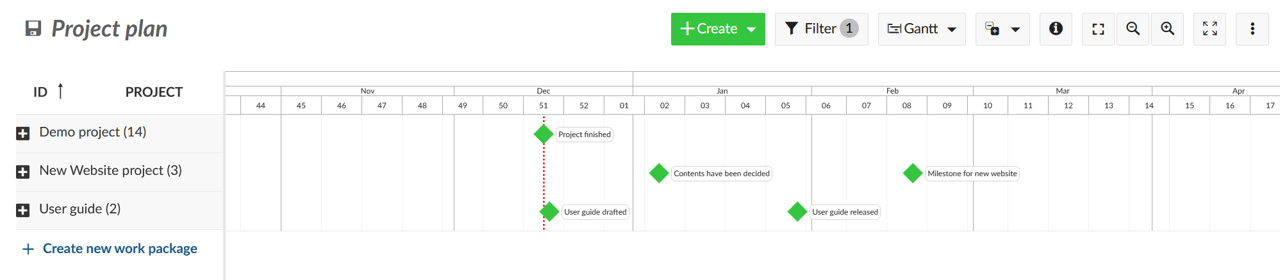 Project plan
Create Filter 1 Gantt
ID PROJECT
Nov Dec Jan Feb Mar Apr
44 45 46 47 48 49 50 51 52 01 02 03 04 05 06 07 08 09 10 11 12 13 14 15 16 17
Demo project (14) Project finished
New Website project (3) Contents have been decided Milestone for new website
User guide (2) User guide drafted User guide released
Create new work package